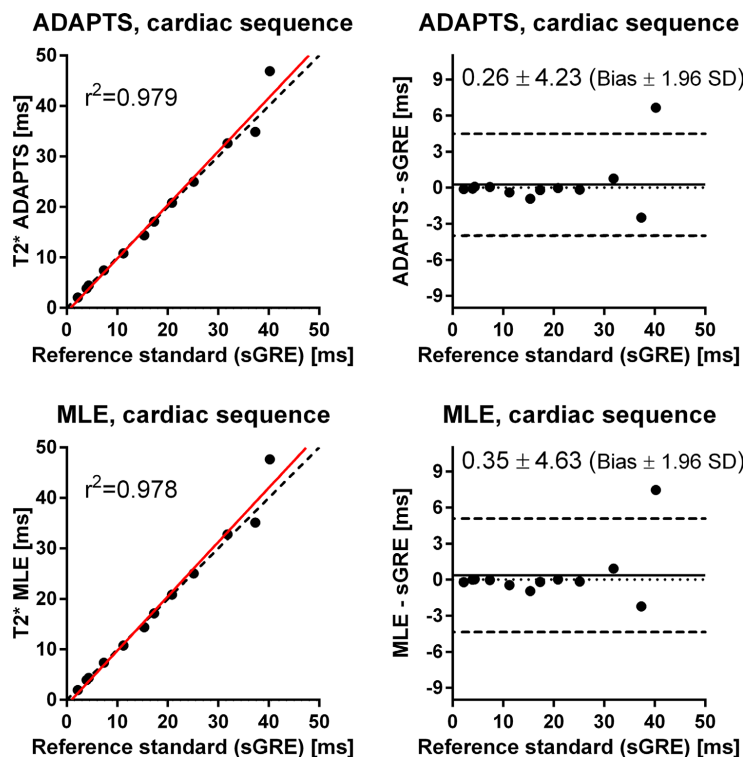 ADAPTS, cardiac sequence
50
40
30
20
10
0
T2* ADAPTS [ms]
r²=0.979
0 10 20 30 40 50
Reference standard (sGRE) [ms]
ADAPTS, cardiac sequence
9
6
3
0
-3
-6
-9
ADAPTS - sGRE [ms]
0.26 ± 4.23 (Bias ± 1.96 SD)
0 10 20 30 40 50
Reference standard (sGRE) [ms]
MLE, cardiac sequence
50
40
30
20
10
0
T2* MLE [ms]
r²=0.978
0 10 20 30 40 50
Reference standard (sGRE) [ms]
MLE, cardiac sequence
9
6
3
0
-3
-6
-9
MLE - sGRE [ms]
0.35 ± 4.63 (Bias ± 1.96 SD)
0 10 20 30 40 50
Reference standard (sGRE) [ms]